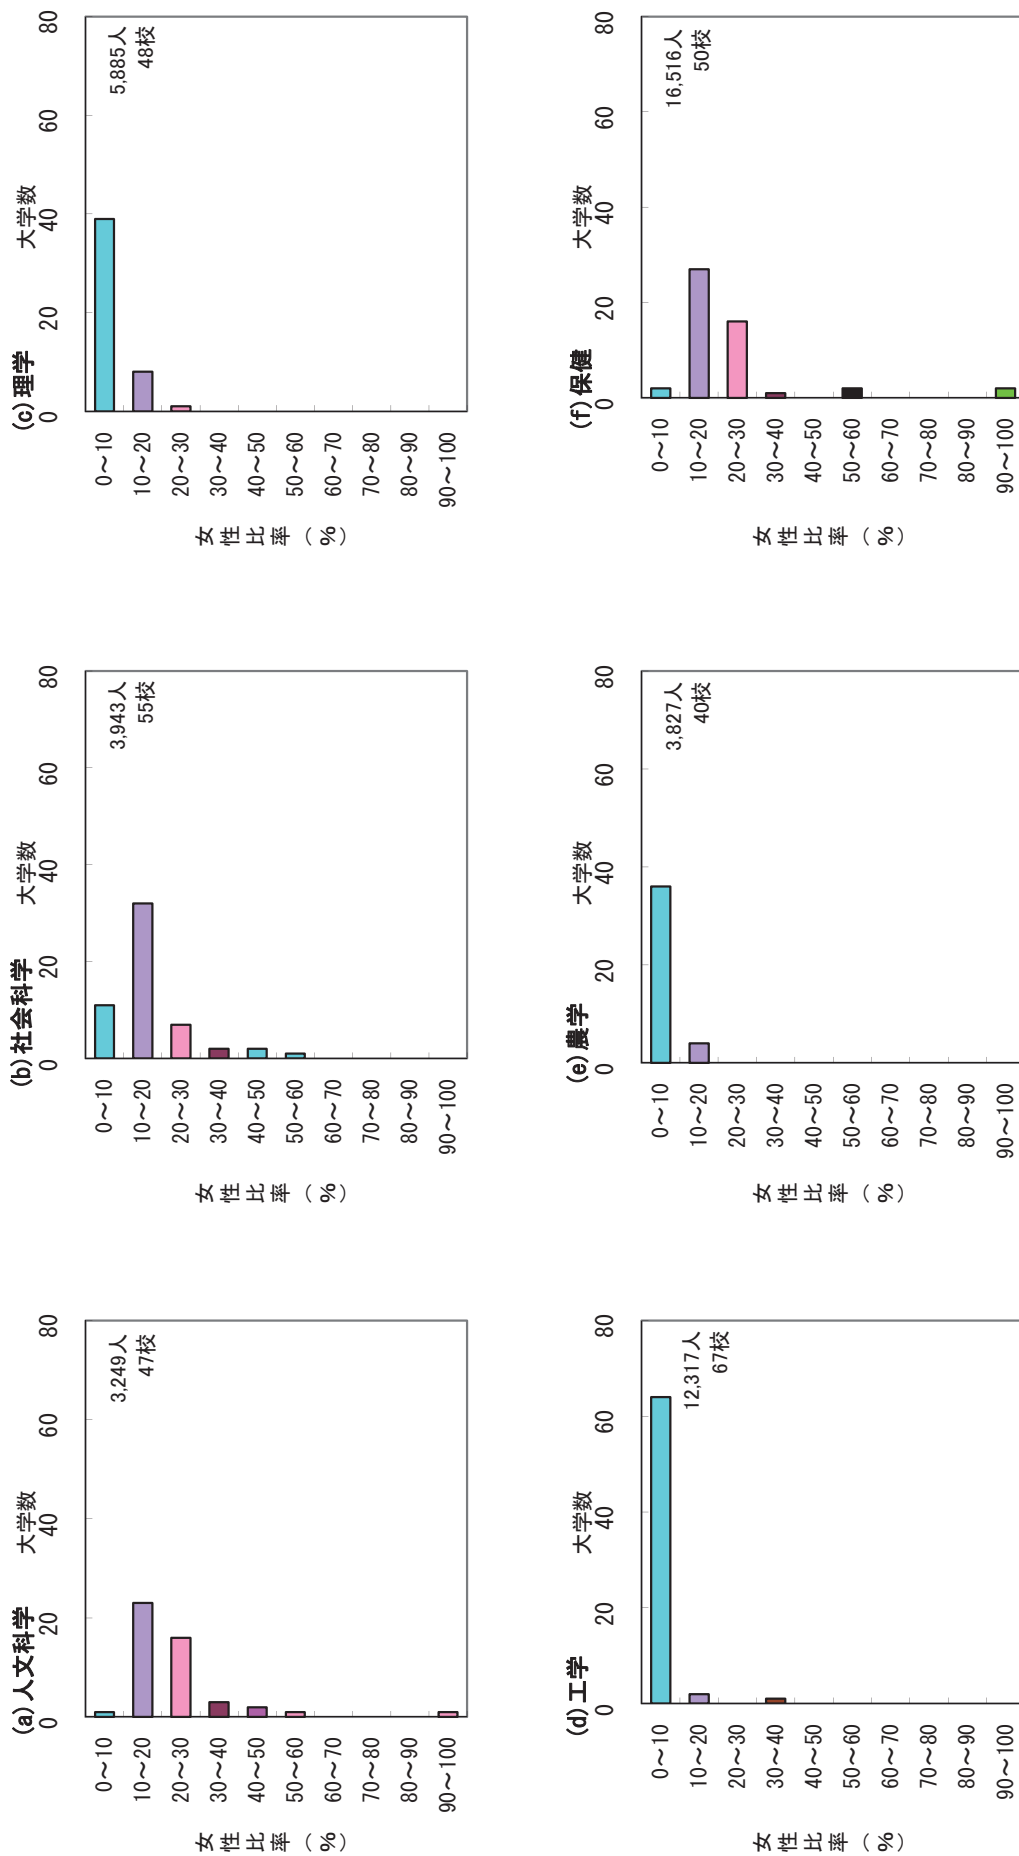 (a)人文科学
大学数
0 20 40 60 80
3,249人
47校
0～10
10～20
20～30
30～40
40～50
50～60
60～70
70～80
80～90
90～100
女性比率（%）
(b)社会科学
大学数
0 20 40 60 80
3,943人
55校
0～10
10～20
20～30
30～40
40～50
50～60
60～70
70～80
80～90
90～100
女性比率（%）
(c)理学
大学数
0 20 40 60 80
5,885人
48校
0～10
10～20
20～30
30～40
40～50
50～60
60～70
70～80
80～90
90～100
女性比率（%）
(d)工学
大学数
0 20 40 60 80
12,317人
67校
0～10
10～20
20～30
30～40
40～50
50～60
60～70
70～80
80～90
90～100
女性比率（%）
(e)農学
大学数
0 20 40 60 80
3,827人
40校
0～10
10～20
20～30
30～40
40～50
50～60
60～70
70～80
80～90
90～100
女性比率（%）
(f)保健
大学数
0 20 40 60 80
16,516人
50校
0～10
10～20
20～30
30～40
40～50
50～60
60～70
70～80
80～90
90～100
女性比率（%）